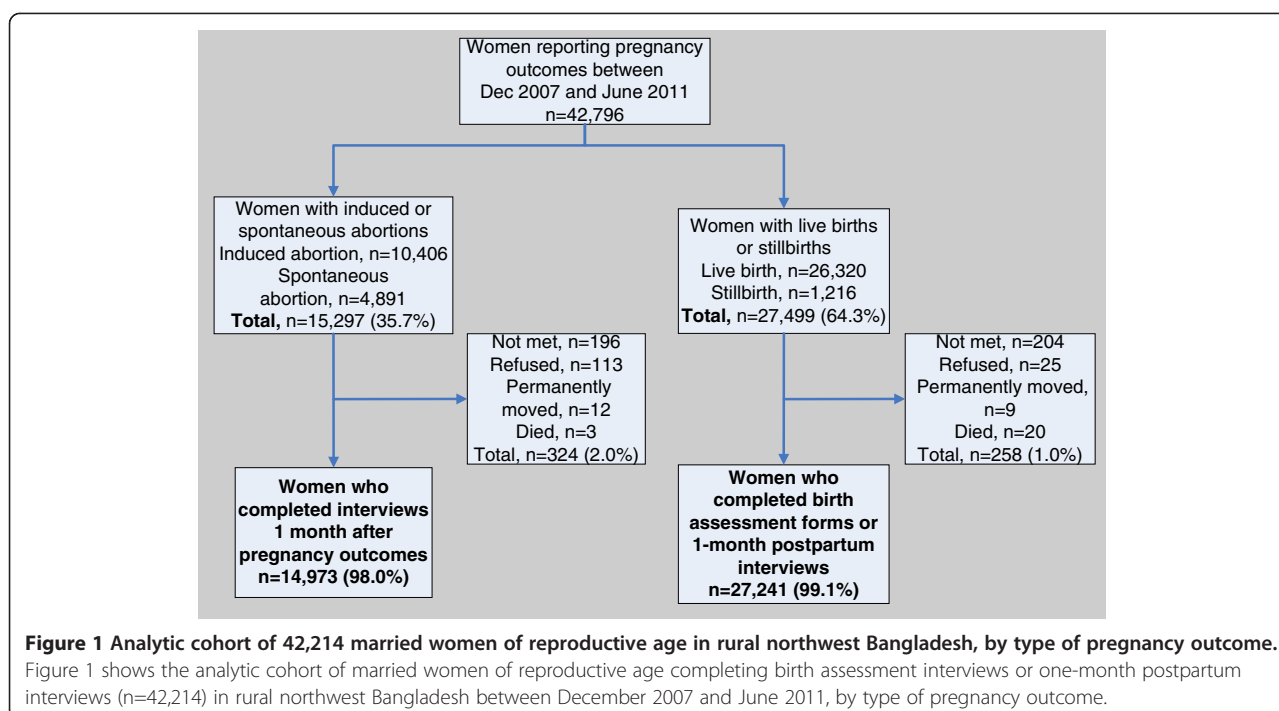 Women reporting pregnancy
outcomes between
Dec 2007 and June 2011
n=42,796
Women with induced or
spontaneous abortions
Induced abortion, n=10,406
Spontaneous
abortion, n=4,891
Total, n=15,297 (35.7%)
Women with live births
or stillbirths
Live birth, n=26,320
Stillbirth, n=1,216
Total, n=27,499 (64.3%)
Not met, n=196
Refused, n=113
Permanently
moved, n=12
Died, n=3
Total, n=324 (2.0%)
Not met, n=204
Refused, n=25
Permanently moved,
n=9
Died, n=20
Total, n=258 (1.0%)
Women who
completed interviews
1 month after
pregnancy outcomes
n=14,973 (98.0%)
Women who
completed birth
assessment forms or
1-month postpartum
interviews
n=27,241 (99.1%)
Figure 1 Analytic cohort of 42,214 married women of reproductive age in rural northwest Bangladesh, by type of pregnancy outcome.
Figure 1 shows the analytic cohort of married women of reproductive age completing birth assessment interviews or one-month postpartum
interviews (n=42,214) in rural northwest Bangladesh between December 2007 and June 2011, by type of pregnancy outcome.